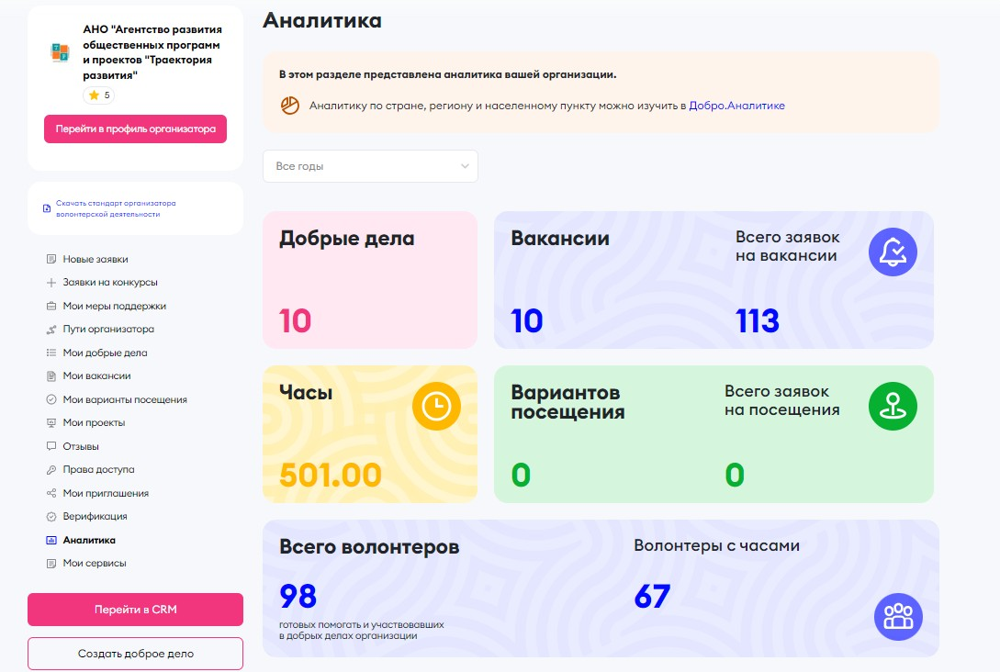 АНО "Агентство развития
общественных программ
и проектов "Траектория
развития"
5
Перейти в профиль организатора
Скачать стандарт организатора
волонтерской деятельности
Новые заявки
Заявки на конкурсы
Мои меры поддержки
Пути организатора
Мои добрые дела
Мои вакансии
Мои варианты посещения
Мои проекты
Отзывы
Права доступа
Мои приглашения
Верификация
Аналитика
Мои сервисы
Перейти в CRM
Создать доброе дело
Аналитика
В этом разделе представлена аналитика вашей организации.
Аналитику по стране, региону и населенному пункту можно изучить в Добро.Аналитике
Все годы
Добрые дела
10
Вакансии
10
Всего заявок
на вакансии
113
Часы
501.00
Вариантов
посещения
0
Всего заявок
на посещения
0
Всего волонтеров
98
готовых помогать и участвовавших
в добрых делах организации
Волонтеры с часами
67